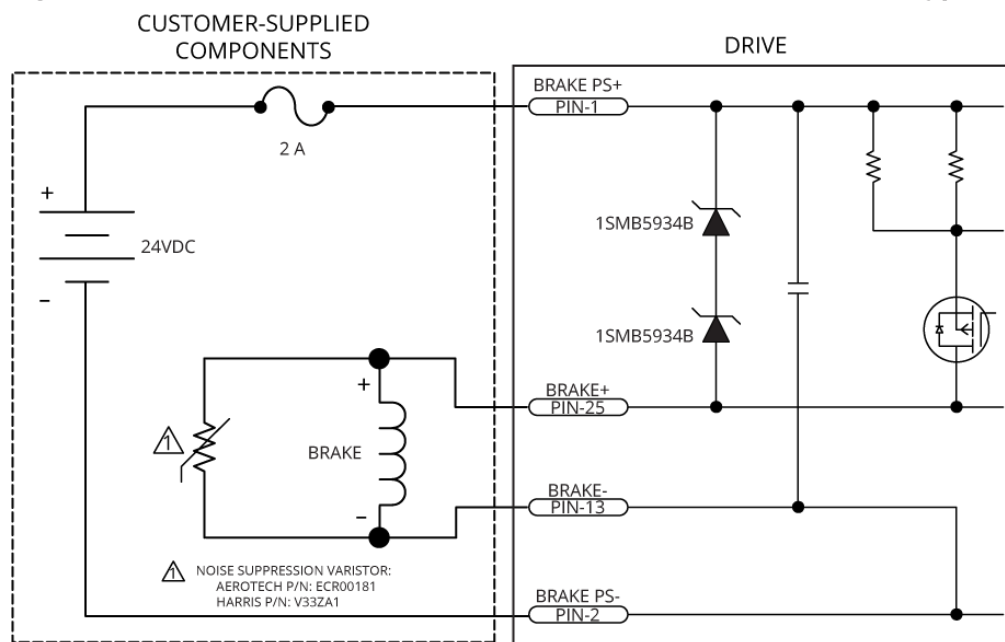 CUSTOMER-SUPPLIED
COMPONENTS
DRIVE
BRAKE PS+
PIN-1
2 A
+
24VDC
–
1SMB5934B
1SMB5934B
BRAKE+
PIN-25
+
1
BRAKE
–
BRAKE-
PIN-13
1 NOISE SUPPRESSION VARISTOR:
AEROTECH P/N: ECR00181
HARRIS P/N: V33ZA1
BRAKE PS-
PIN-2